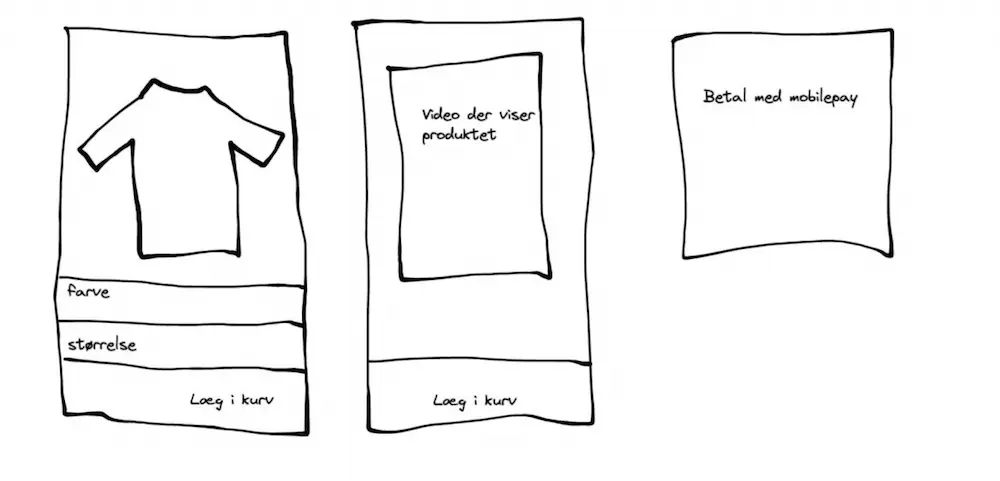 farve
størrelse
Læg i kurv
Video der viser
produktet
Læg i kurv
Betal med mobilepay